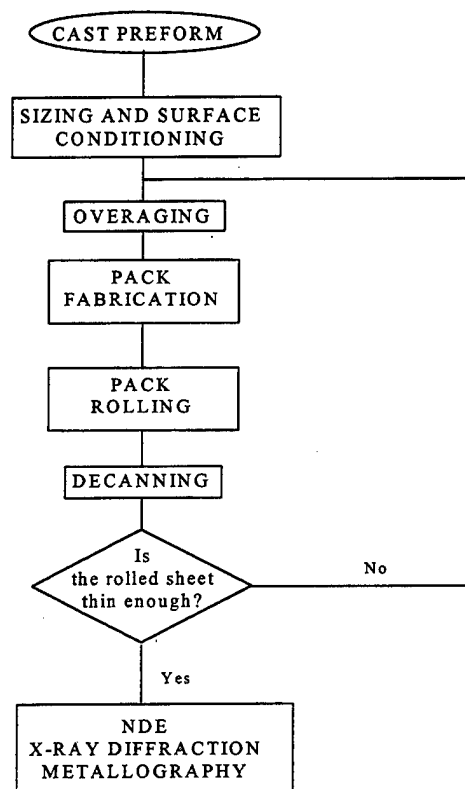 CAST PREFORM
SIZING AND SURFACE
CONDITIONING
OVERAGING
PACK
FABRICATION
PACK
ROLLING
DECANNING
Is
the rolled sheet
thin enough?
No
Yes
NDE
X-RAY DIFFRACTION
METALLOGRAPHY